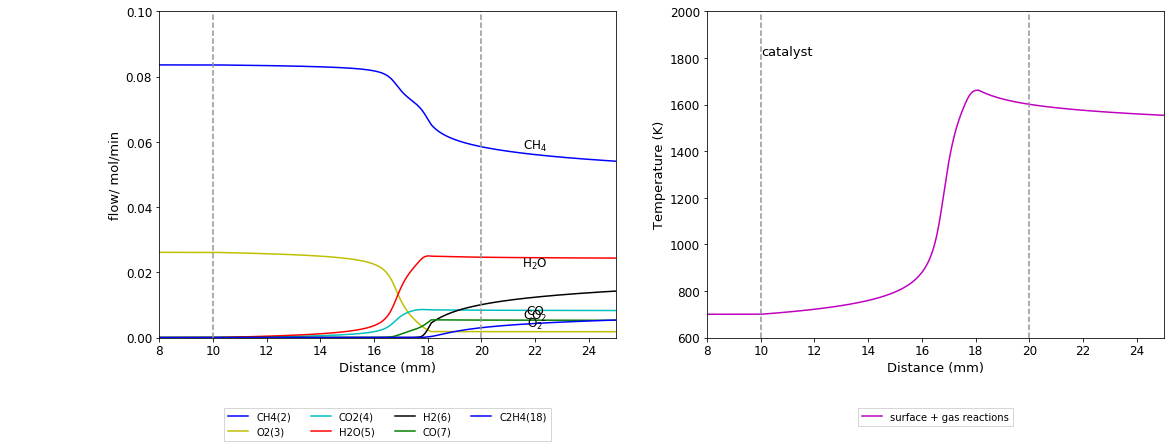 0.10
0.08
0.06
0.04
0.02
0.00
flow/ mol/min
CH₄
H₂O
CO
CO₂
O₂
8 10 12 14 16 18 20 22 24
Distance (mm)
CH4(2) CO2(4) H2(6) C2H4(18)
O2(3) H2O(5) CO(7)
2000
1800
1600
1400
1200
1000
800
600
Temperature (K)
catalyst
8 10 12 14 16 18 20 22 24
Distance (mm)
surface + gas reactions